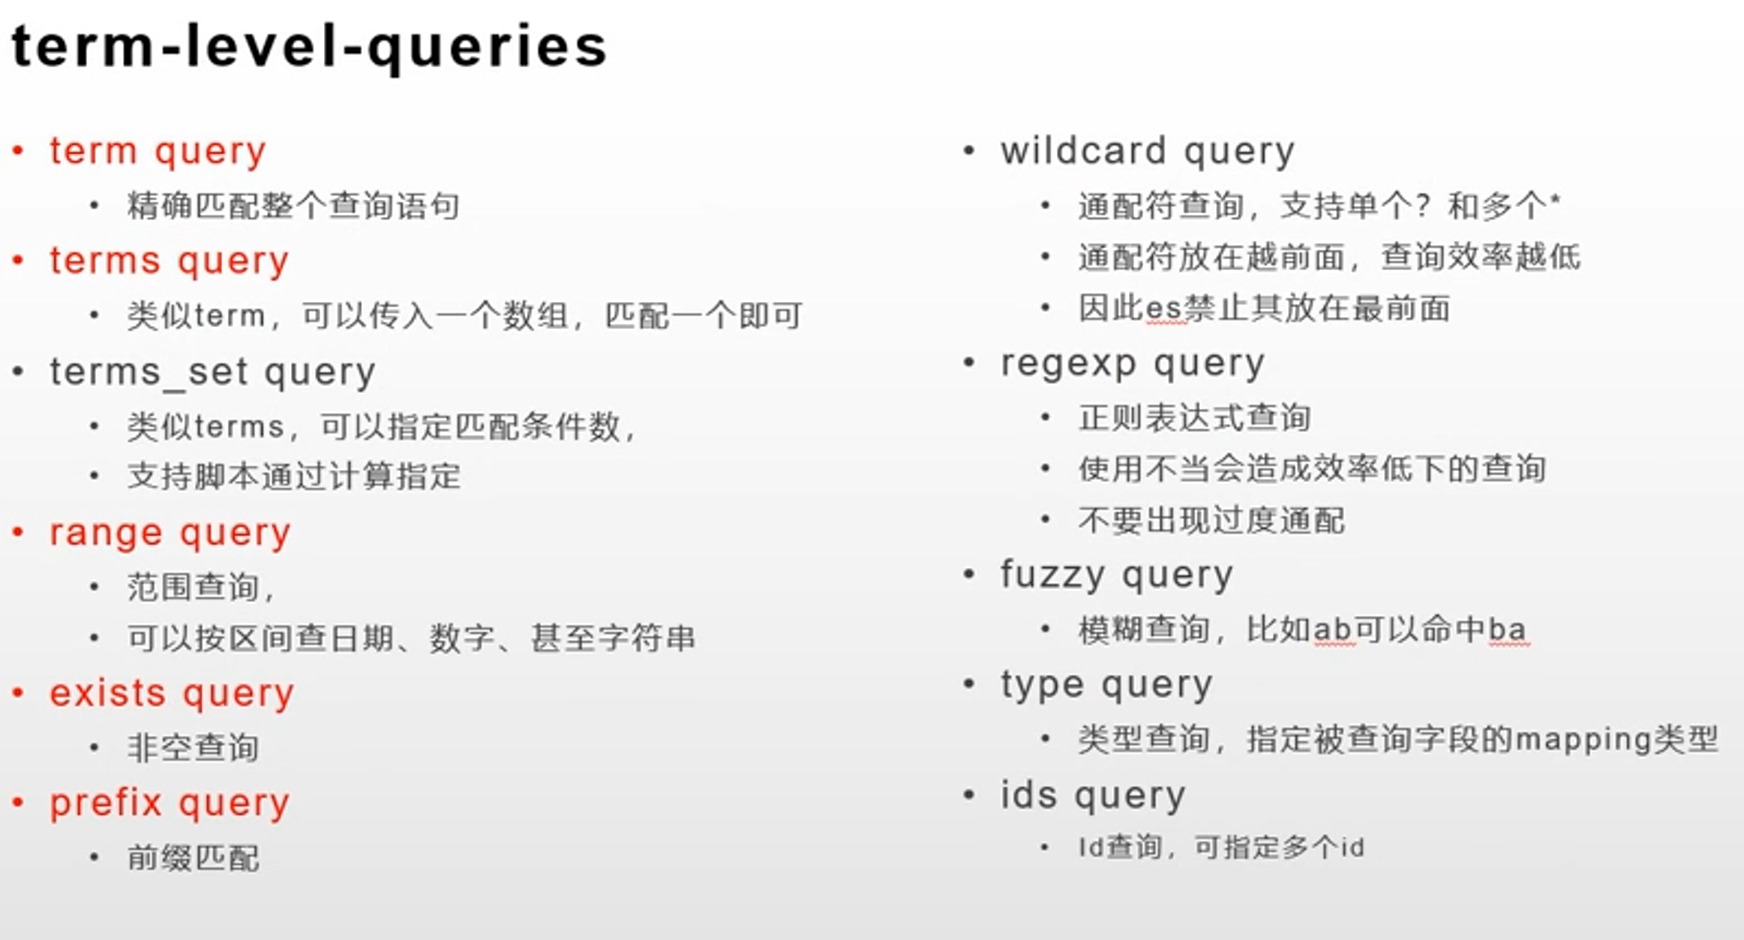 term-level-queries
• term query
• 精确匹配整个查询语句
• terms query
• 类似term，可以传入一个数组，匹配一个即可
• terms_set query
• 类似terms，可以指定匹配条件数，
• 支持脚本通过计算指定
• range query
• 范围查询，
• 可以按区间查日期、数字、甚至字符串
• exists query
• 非空查询
• prefix query
• 前缀匹配
• wildcard query
• 通配符查询，支持单个？和多个*
• 通配符放在越前面，查询效率越低
• 因此es禁止其放在最前面
• regexp query
• 正则表达式查询
• 使用不当会造成效率低下的查询
• 不要出现过度通配
• fuzzy query
• 模糊查询，比如ab可以命中ba
• type query
• 类型查询，指定被查询字段的mapping类型
• ids query
• Id查询，可指定多个id